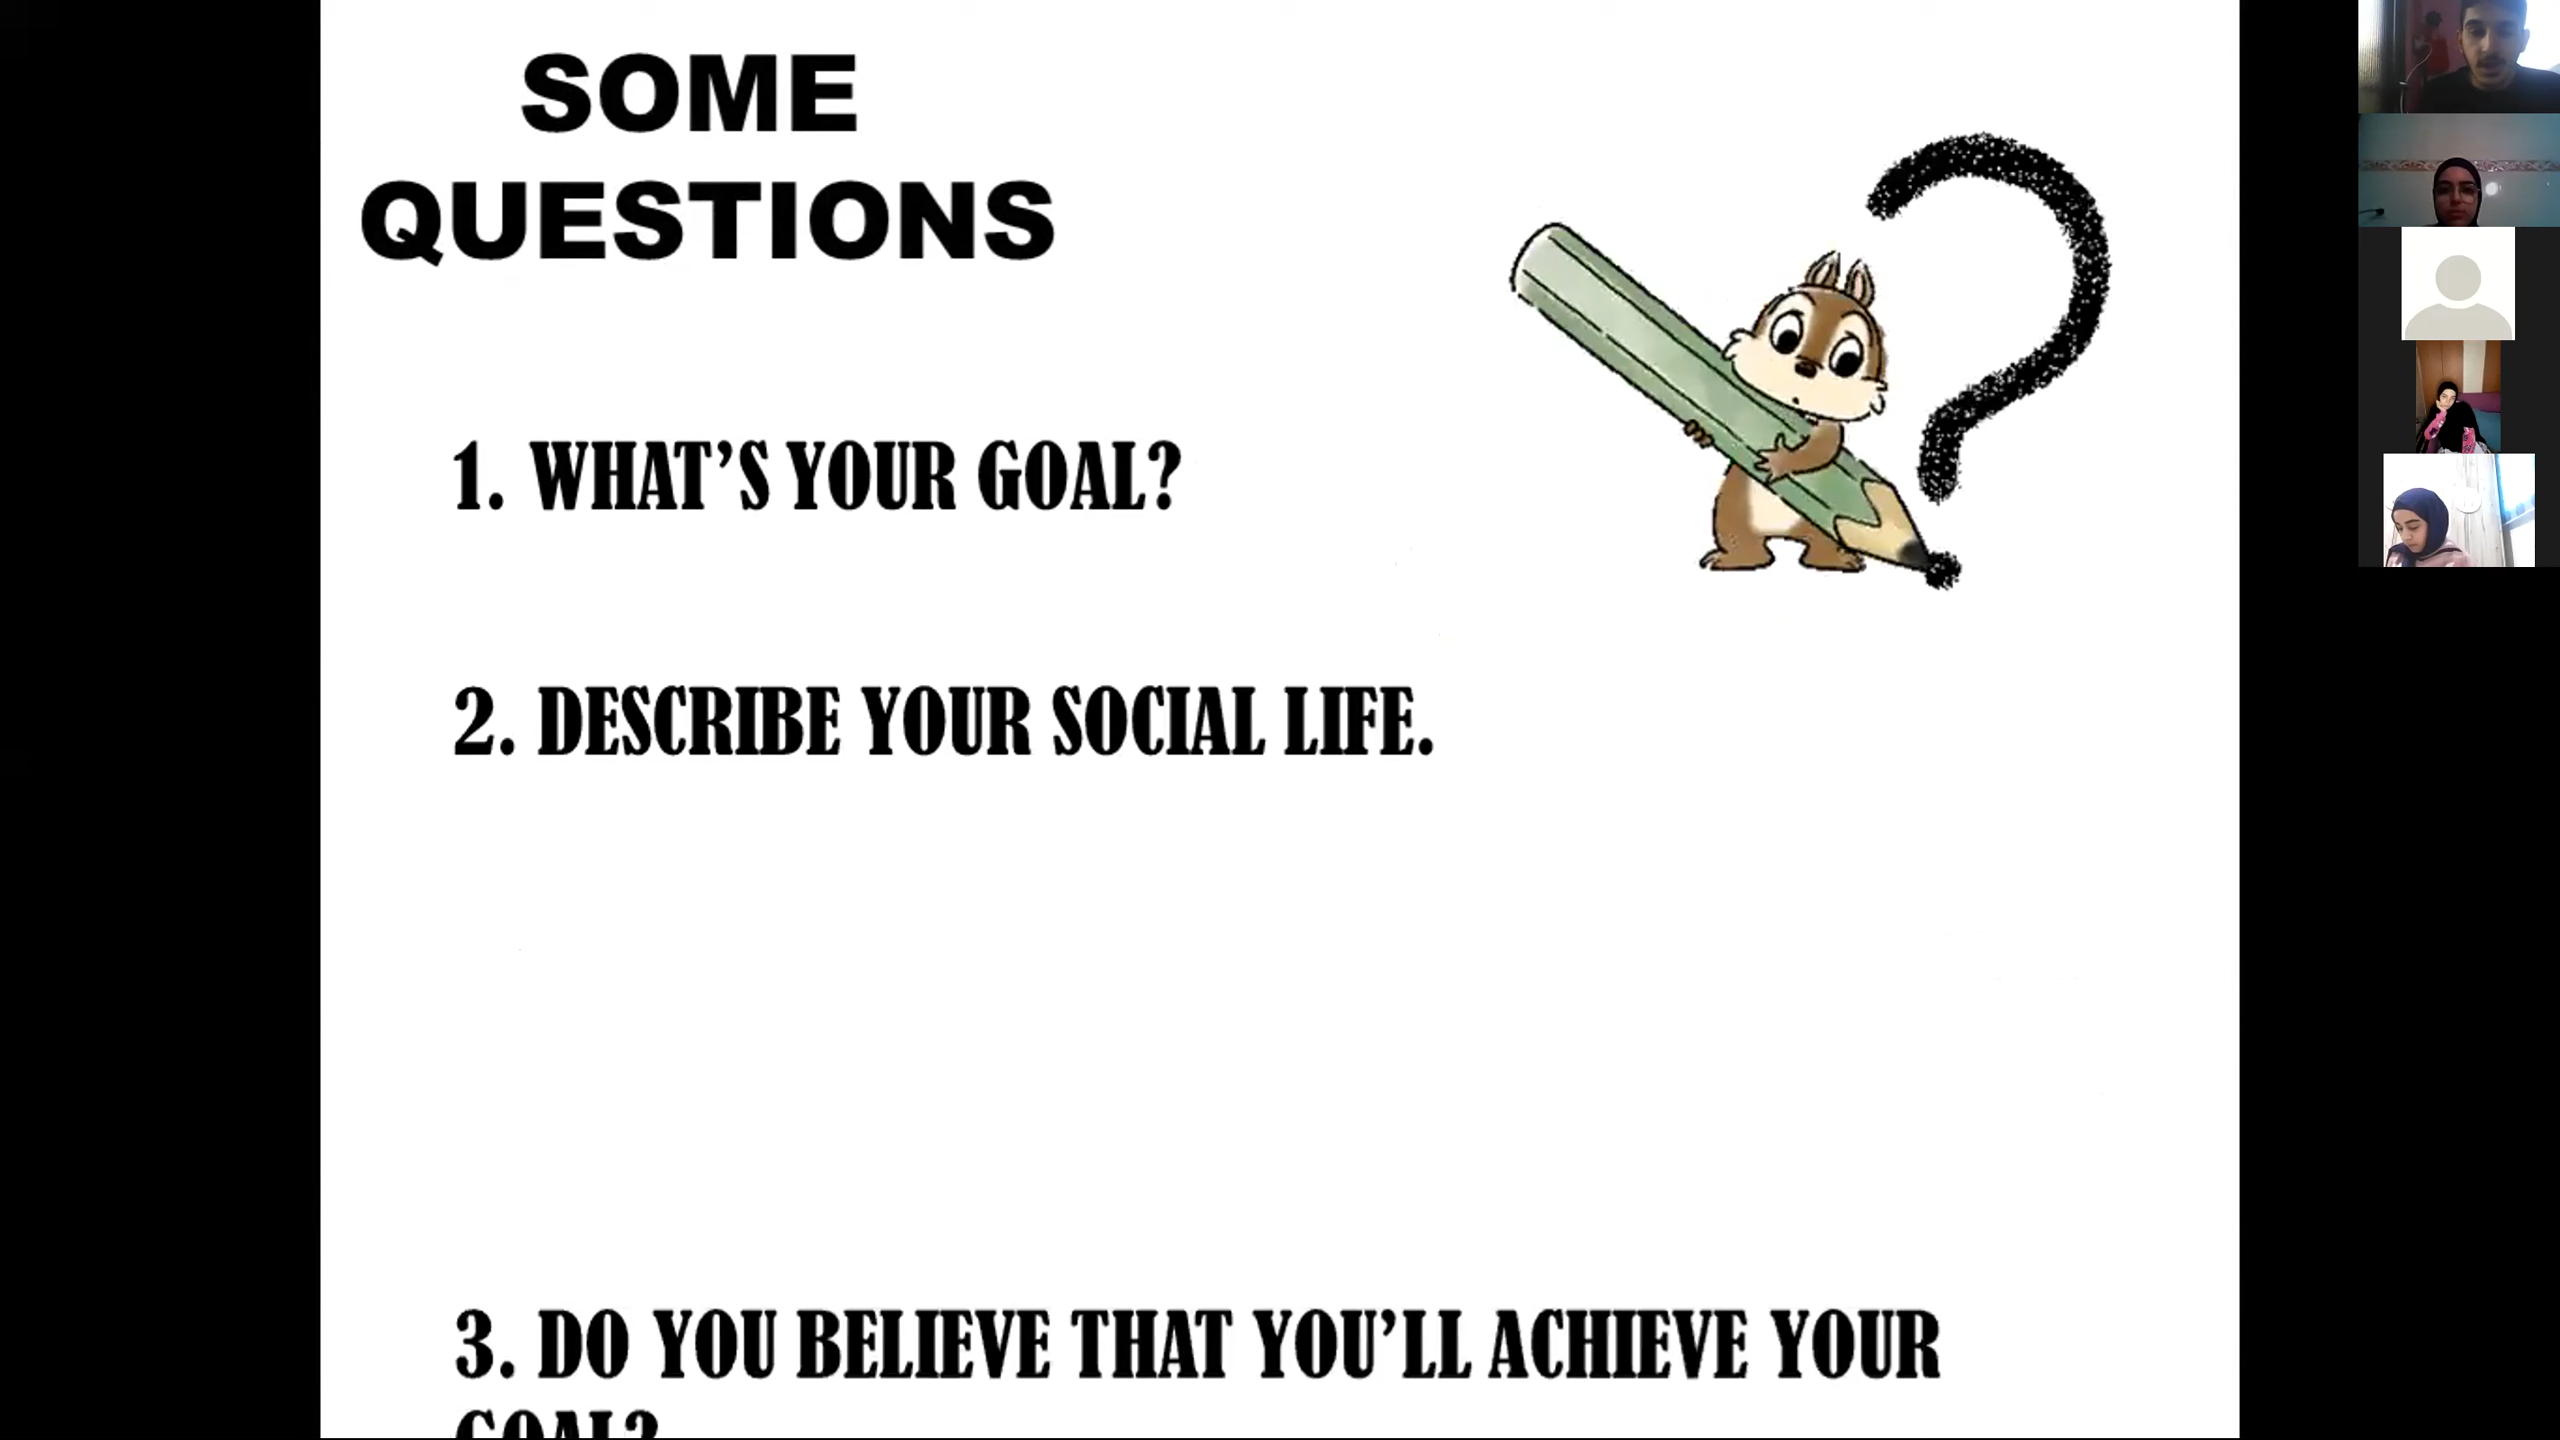 SOME
QUESTIONS
1. WHAT'S YOUR GOAL?
2. DESCRIBE YOUR SOCIAL LIFE.
3. DO YOU BELIEVE THAT YOU'LL ACHIEVE YOUR
GOAL?